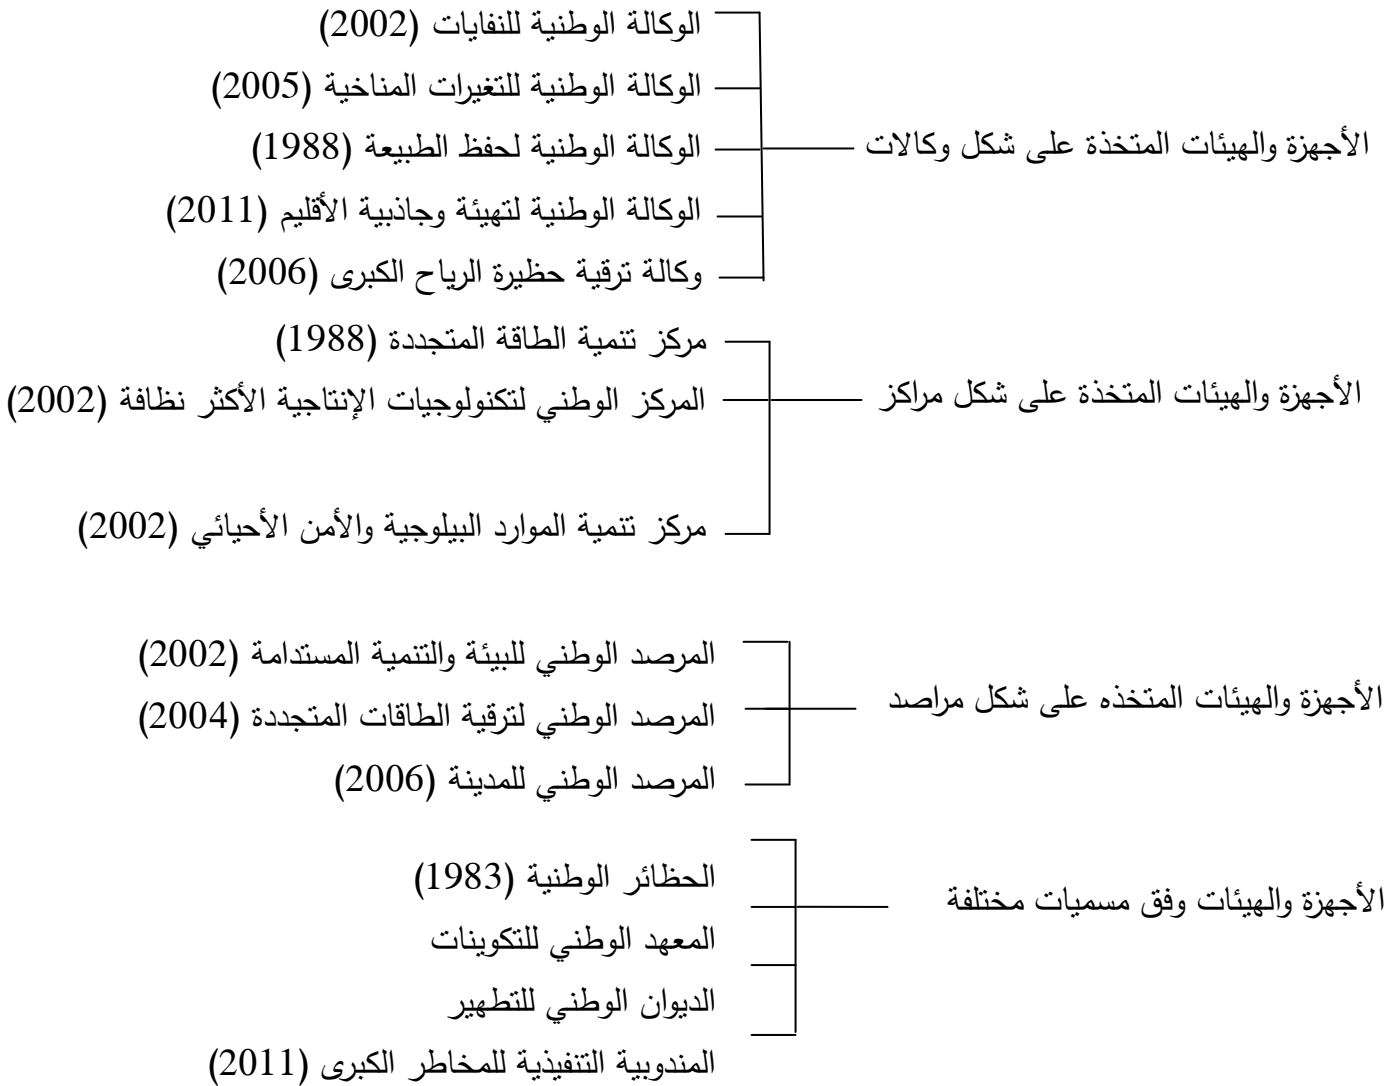 الوكالة الوطنية للنفايات (2002)
الوكالة الوطنية للتغيرات المناخية (2005)
الأجهزة والهيئات المتخذة على شكل وكالات
الوكالة الوطنية لحفظ الطبيعة (1988)
الوكالة الوطنية لتهيئة وجاذبية الأقليم (2011)
وكالة ترقية حظيرة الرياح الكبرى (2006)
مركز تنمية الطاقة المتجددة (1988)
الأجهزة والهيئات المتخذة على شكل مراكز
المركز الوطني لتكنولوجيات الإنتاجية الأكثر نظافة (2002)
مركز تنمية الموارد البيلوجية والأمن الأحيائي (2002)
المرصد الوطني للبيئة والتنمية المستدامة (2002)
الأجهزة والهيئات المتخذه على شكل مراصد
المرصد الوطني لترقية الطاقات المتجددة (2004)
المرصد الوطني للمدينة (2006)
الحظائر الوطنية (1983)
الأجهزة والهيئات وفق مسميات مختلفة
المعهد الوطني للتكوينات
الديوان الوطني للتطهير
المندوبية التنفيذية للمخاطر الكبرى (2011)